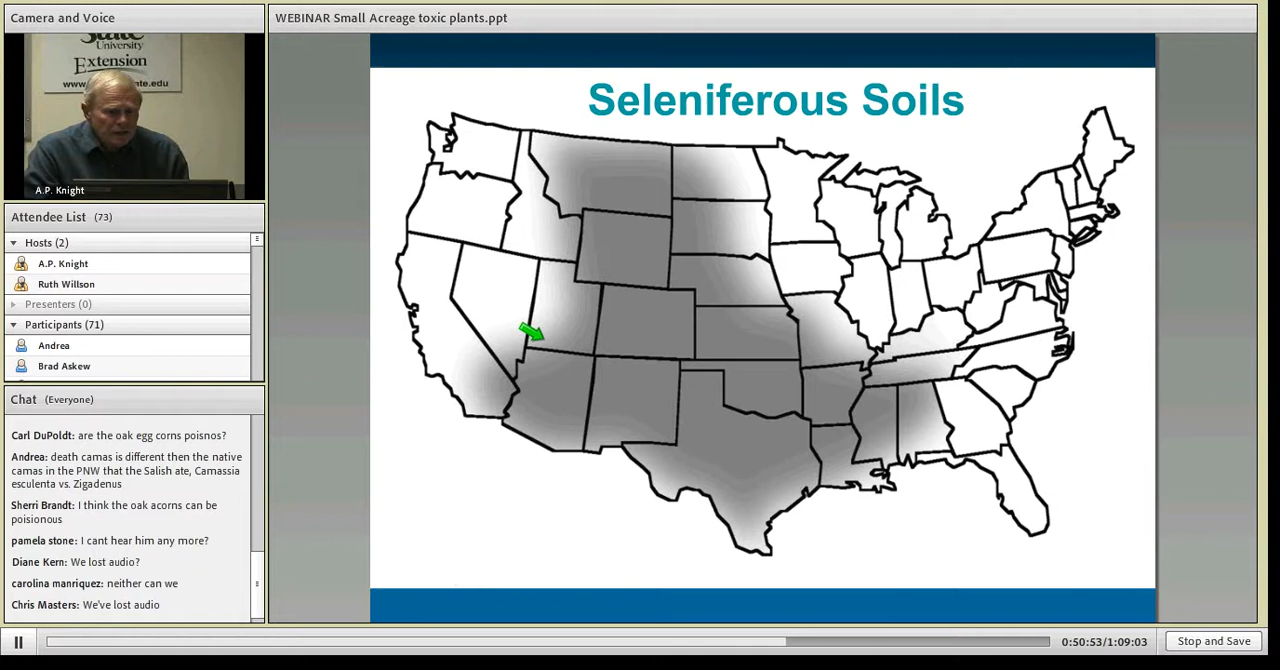 Camera and Voice
State
University
Extension
A.P. Knight
Attendee List (73)
Hosts (2)
A.P. Knight
Ruth Willson
Presenters (0)
Participants (71)
Andrea
Brad Askew
Chat (Everyone)
Carl DuPoldt: are the oak egg corns poisnos?
Andrea: death camas is different then the native
camas in the PNW that the Salish ate, Camassia
esculenta vs. Zigadenus
Sherri Brandt: I think the oak acorns can be
poisionous
pamela stone: I cant hear him any more?
Diane Kern: We lost audio?
carolina manriquez: neither can we
Chris Masters: We've lost audio
WEBINAR Small Acreage toxic plants.ppt
Seleniferous Soils
0:50:53/1:09:03
Stop and Save